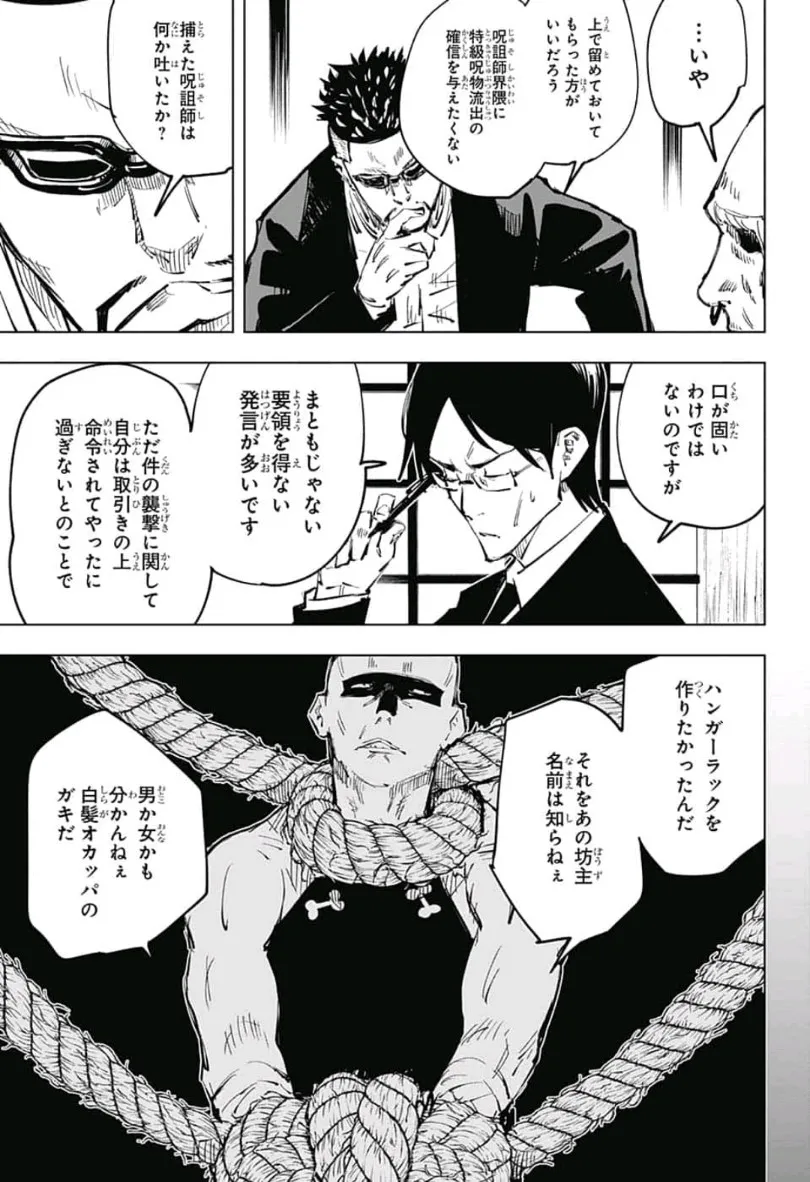 …いや
上で留めておいて
もらった方が
いいだろう
呪詛師界隈に
特級呪物流出の
確信を与えたくない
捕えた呪詛師は
何か吐いたか？
口が固い
わけでは
ないのですが
まともじゃない
要領を得ない
発言が多いです
ただ件の襲撃に関して
自分は取引きの上
命令されてやったに
過ぎないとのことで
ハンガーラックを
作りたかったんだ
それをあの坊主
名前は知らねぇ
男か女かも
分かんねぇ
白髪オカッパの
ガキだ